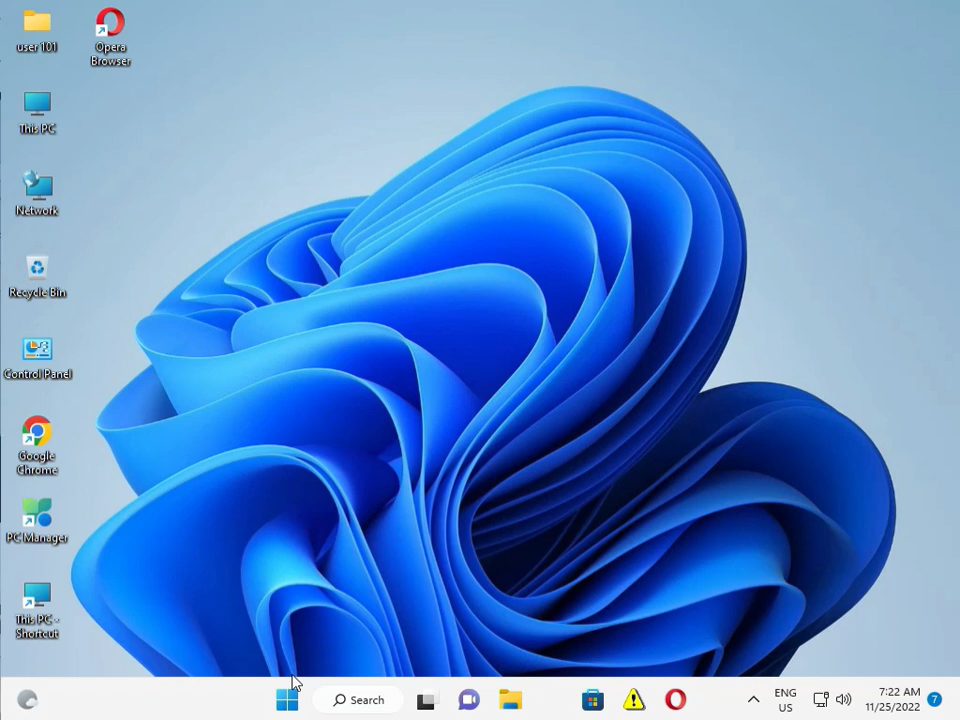 user 101
Opera
Browser
This PC
Network
Recycle Bin
Control Panel
Google
Chrome
PC Manager
This PC -
Shortcut
Search
ENG
US
7:22 AM
11/25/2022
7